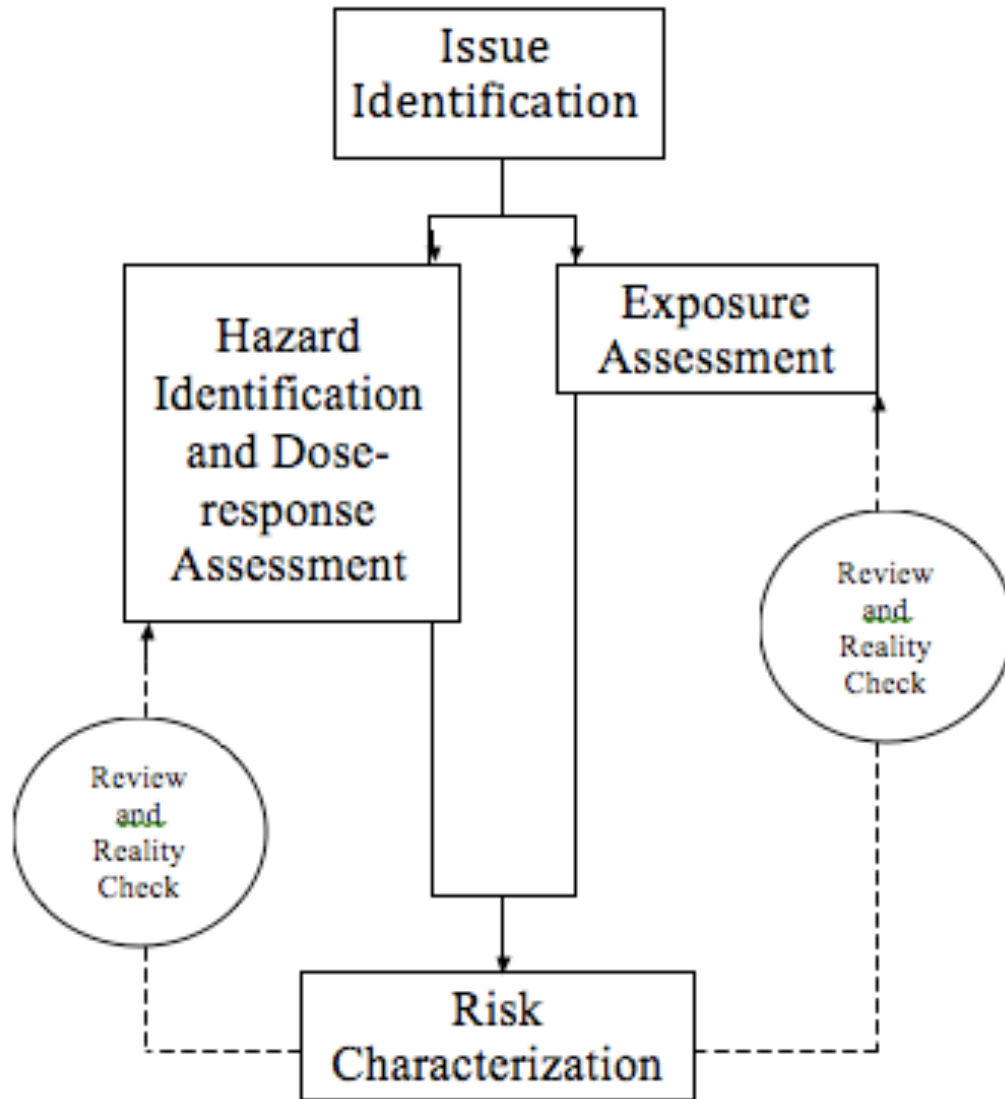 Issue
Identification
Hazard
Identification
and Dose-
response
Assessment
Exposure
Assessment
Review
and
Reality
Check
Review
and
Reality
Check
Risk
Characterization